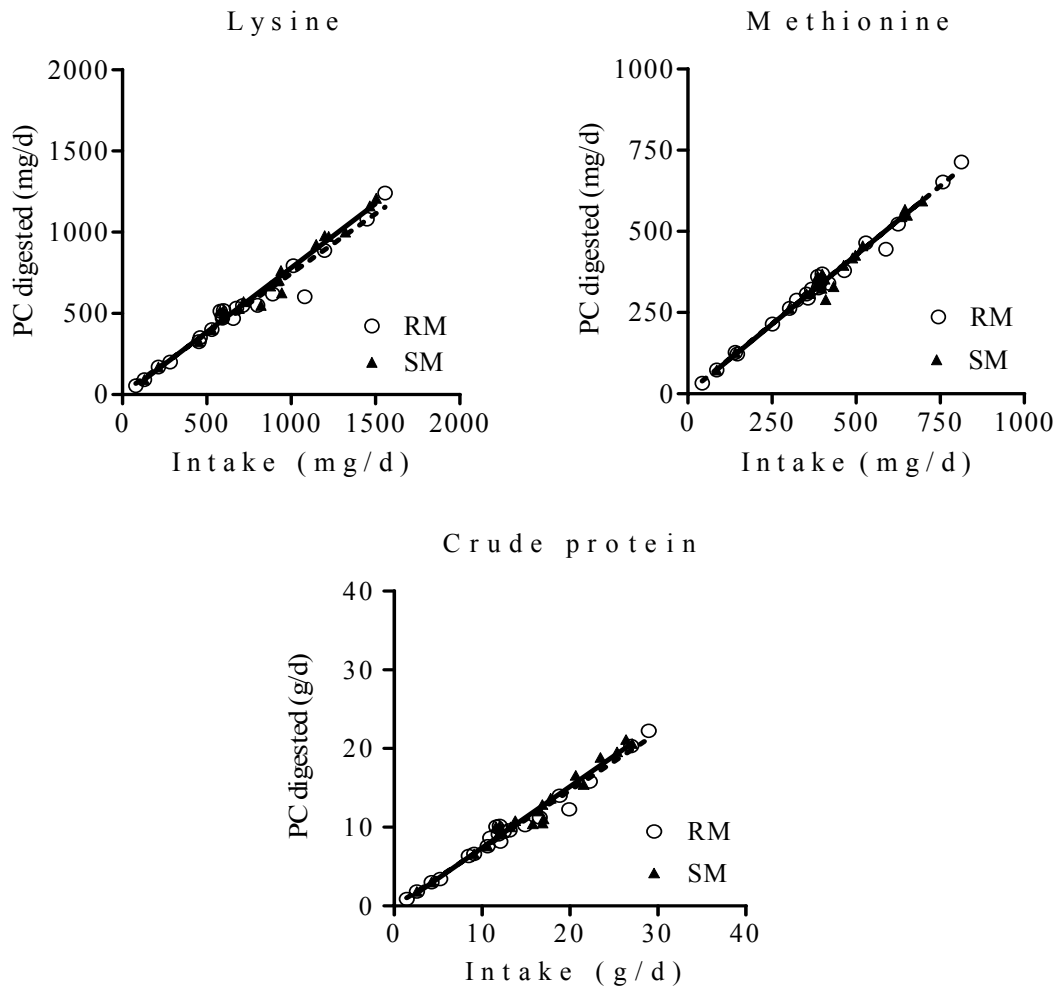 Lysine
2000
1500
1000
500
0
PC digested (mg/d)
RM
SM
0 500 1000 1500 2000
Intake (mg/d)
Methionine
1000
750
500
250
0
PC digested (mg/d)
RM
SM
0 250 500 750 1000
Intake (mg/d)
Crude protein
40
30
20
10
0
PC digested (g/d)
RM
SM
0 10 20 30 40
Intake (g/d)